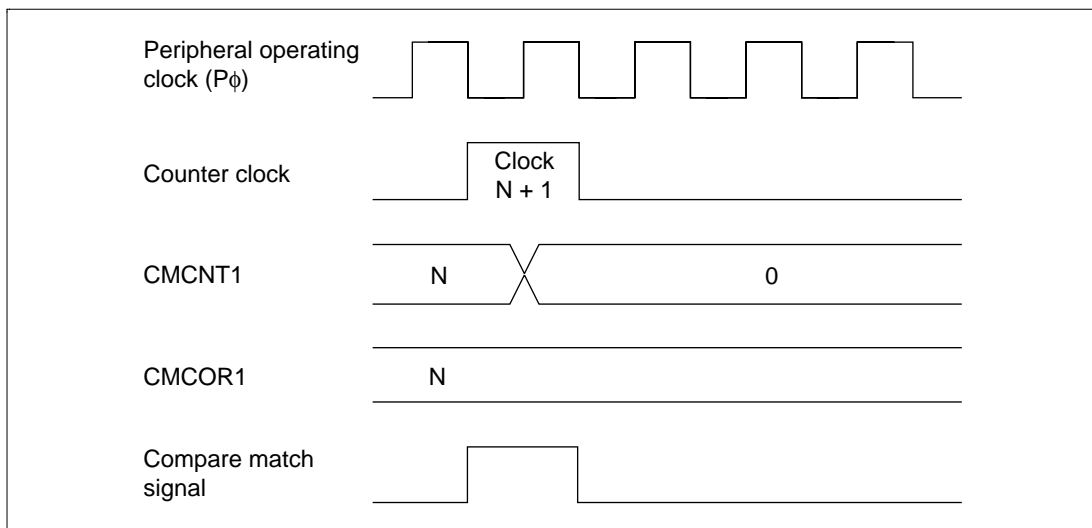 Peripheral operating
clock (Pϕ)
Counter clock
Clock
N + 1
CMCNT1
N
0
CMCOR1
N
Compare match
signal